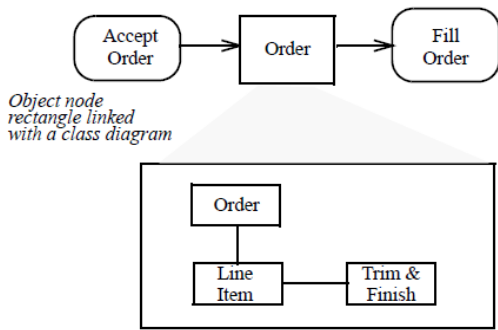 Accept
Order
Order
Fill
Order
Object node
rectangle linked
with a class diagram
Order
Line
Item
Trim &
Finish